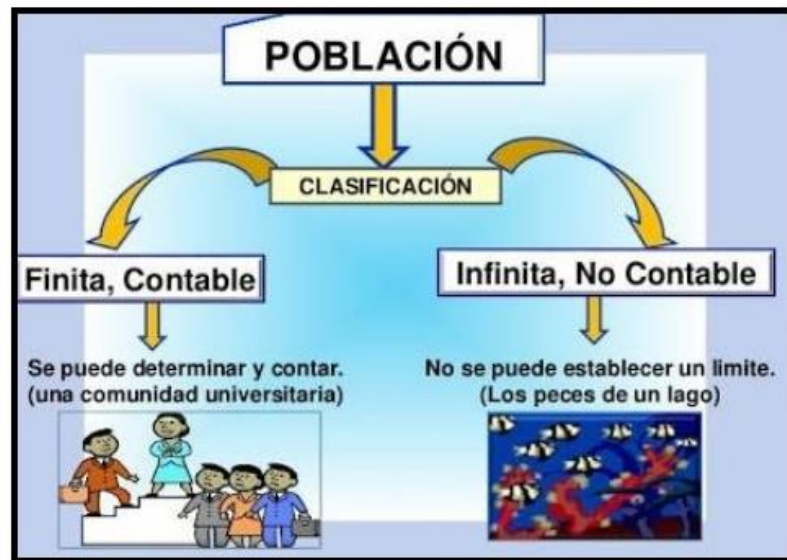 POBLACIÓN
CLASIFICACIÓN
Finita, Contable
Infinita, No Contable
Se puede determinar y contar.
(una comunidad universitaria)
No se puede establecer un limite.
(Los peces de un lago)